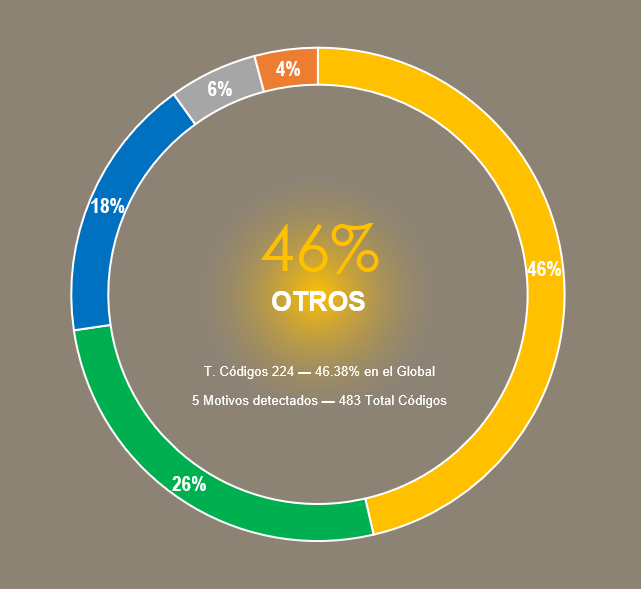 4%
6%
18%
46%
OTROS
46%
T. Códigos 224 — 46.38% en el Global
5 Motivos detectados — 483 Total Códigos
26%